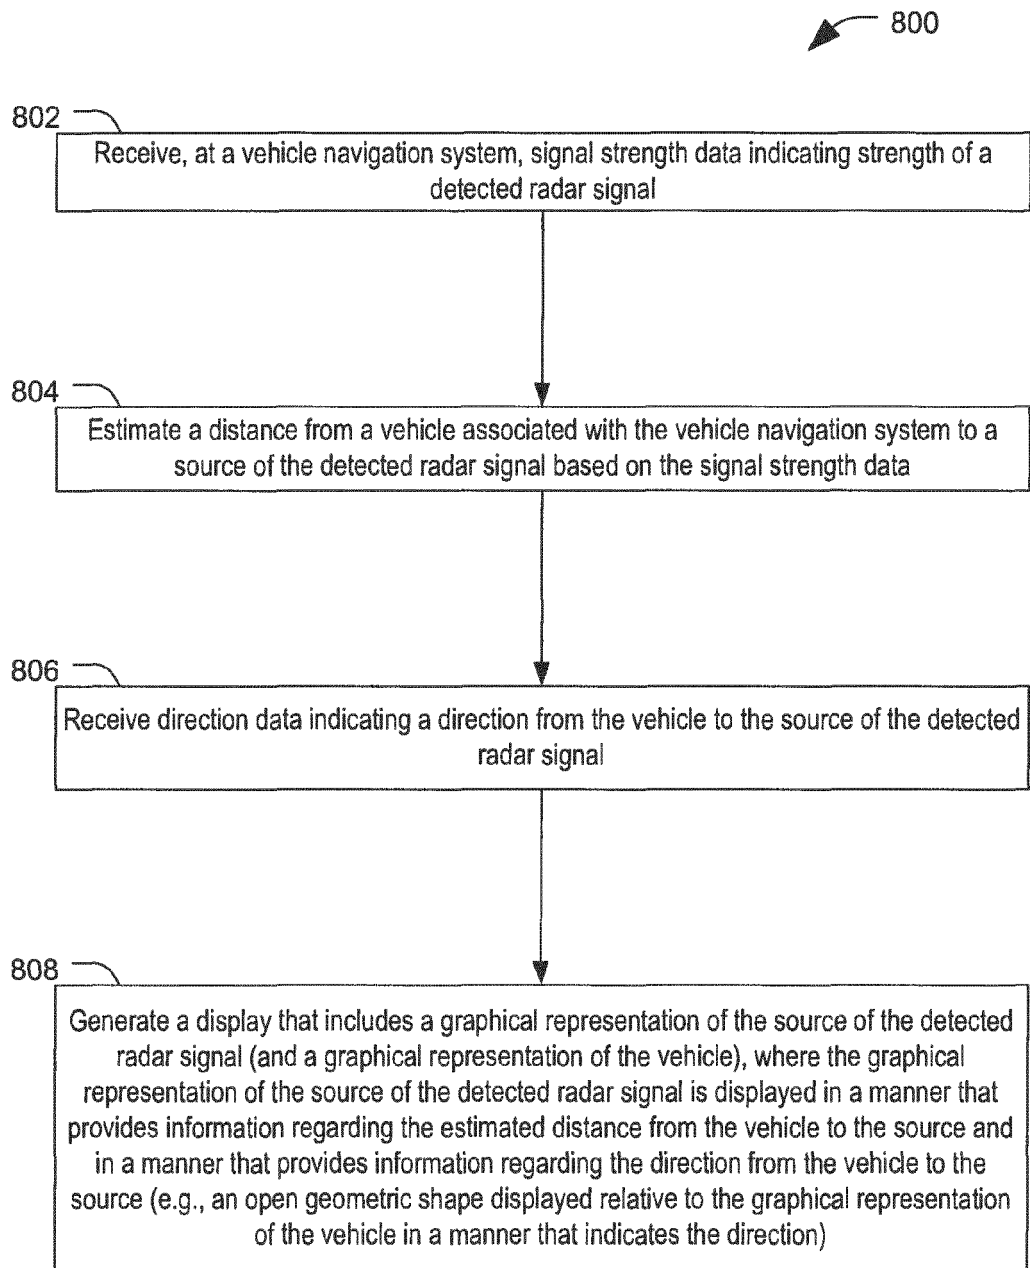 800
802
Receive, at a vehicle navigation system, signal strength data indicating strength of a
detected radar signal
804
Estimate a distance from a vehicle associated with the vehicle navigation system to a
source of the detected radar signal based on the signal strength data
806
Receive direction data indicating a direction from the vehicle to the source of the detected
radar signal
808
Generate a display that includes a graphical representation of the source of the detected
radar signal (and a graphical representation of the vehicle), where the graphical
representation of the source of the detected radar signal is displayed in a manner that
provides information regarding the estimated distance from the vehicle to the source and
in a manner that provides information regarding the direction from the vehicle to the
source (e.g., an open geometric shape displayed relative to the graphical representation
of the vehicle in a manner that indicates the direction)